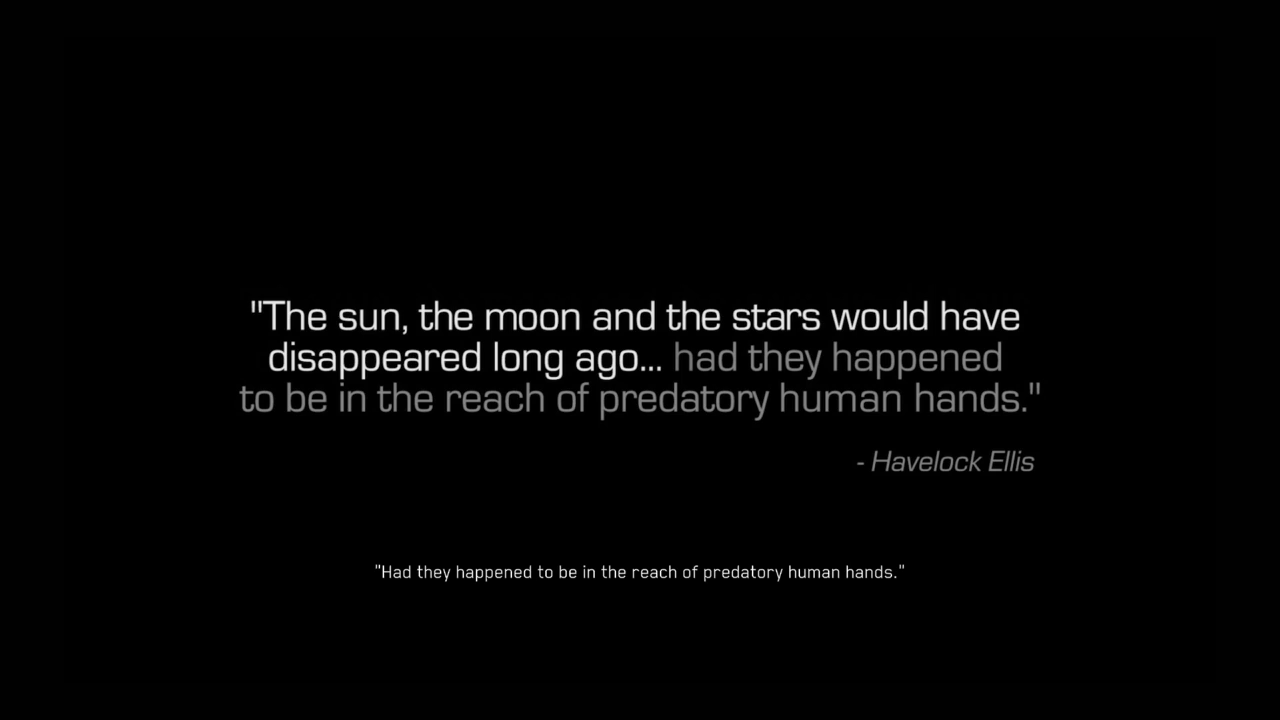 "The sun, the moon and the stars would have
disappeared long ago... had they happened
to be in the reach of predatory human hands."
- Havelock Ellis
"Had they happened to be in the reach of predatory human hands."